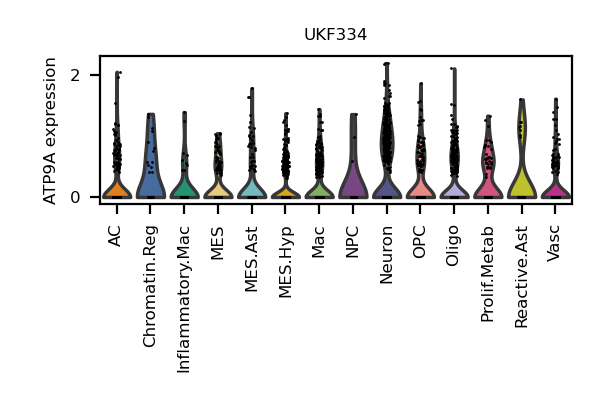 UKF334
ATP9A expression
2
0
AC
Chromatin.Reg
Inflammatory.Mac
MES
MES.Ast
MES.Hyp
Mac
NPC
Neuron
OPC
Oligo
Prolif.Metab
Reactive.Ast
Vasc